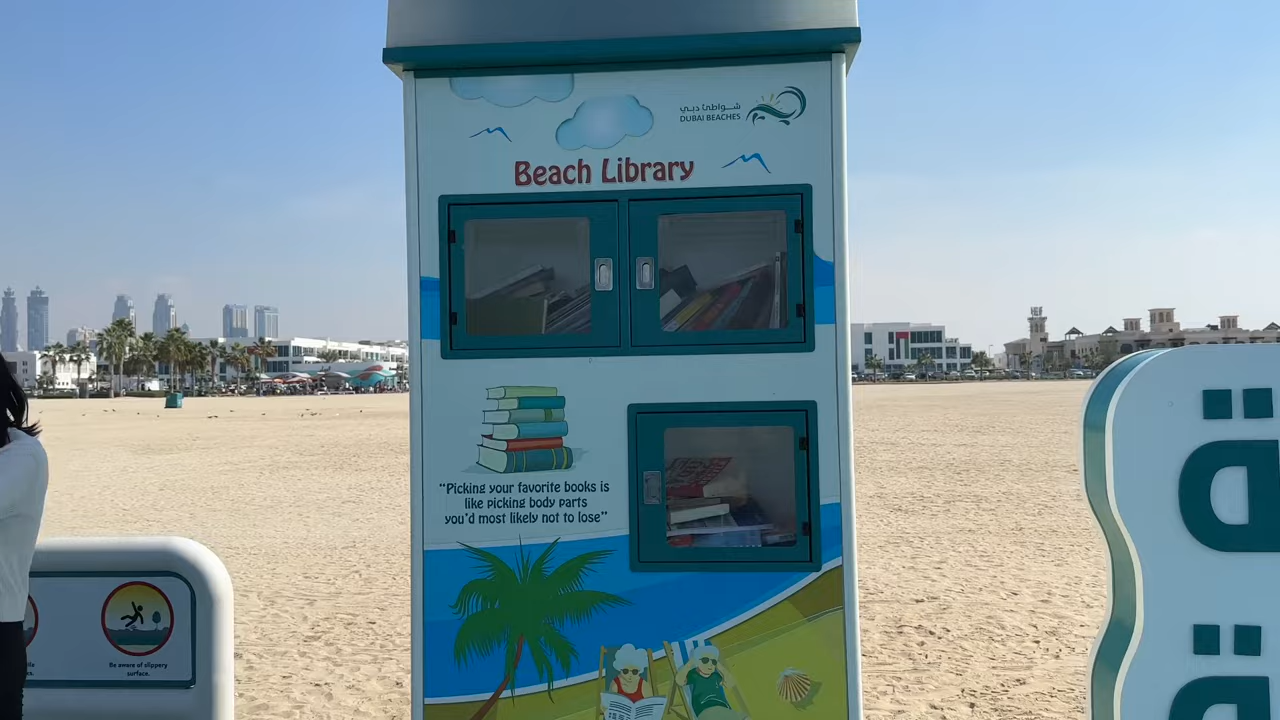 شواطئ دبي
DUBAI BEACHES
Beach Library
“Picking your favorite books is
like picking body parts
you’d most likely not to lose”
Be aware of slippery
surface.